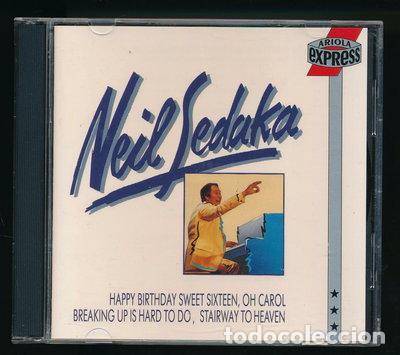 ARIOLA
express
Neil Sedaka
HAPPY BIRTHDAY SWEET SIXTEEN, OH CAROL
BREAKING UP IS HARD TO DO, STAIRWAY TO HEAVEN
todocoleccion.net